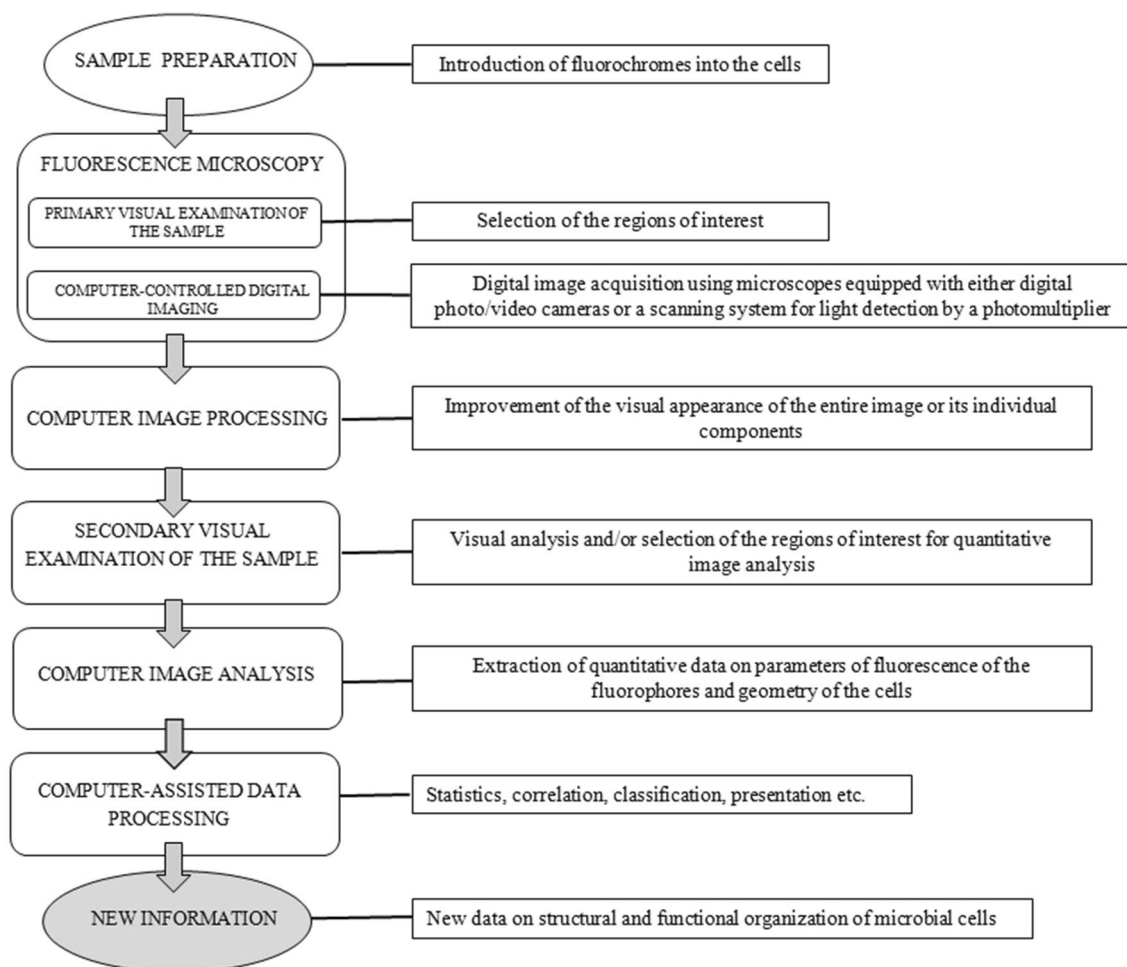 SAMPLE PREPARATION
Introduction of fluorochromes into the cells
FLUORESCENCE MICROSCOPY
PRIMARY VISUAL EXAMINATION OF
THE SAMPLE
Selection of the regions of interest
COMPUTER-CONTROLLED DIGITAL
IMAGING
Digital image acquisition using microscopes equipped with either digital
photo/video cameras or a scanning system for light detection by a photomultiplier
COMPUTER IMAGE PROCESSING
Improvement of the visual appearance of the entire image or its individual
components
SECONDARY VISUAL
EXAMINATION OF THE SAMPLE
Visual analysis and/or selection of the regions of interest for quantitative
image analysis
COMPUTER IMAGE ANALYSIS
Extraction of quantitative data on parameters of fluorescence of the
fluorophores and geometry of the cells
COMPUTER-ASSISTED DATA
PROCESSING
Statistics, correlation, classification, presentation etc.
NEW INFORMATION
New data on structural and functional organization of microbial cells